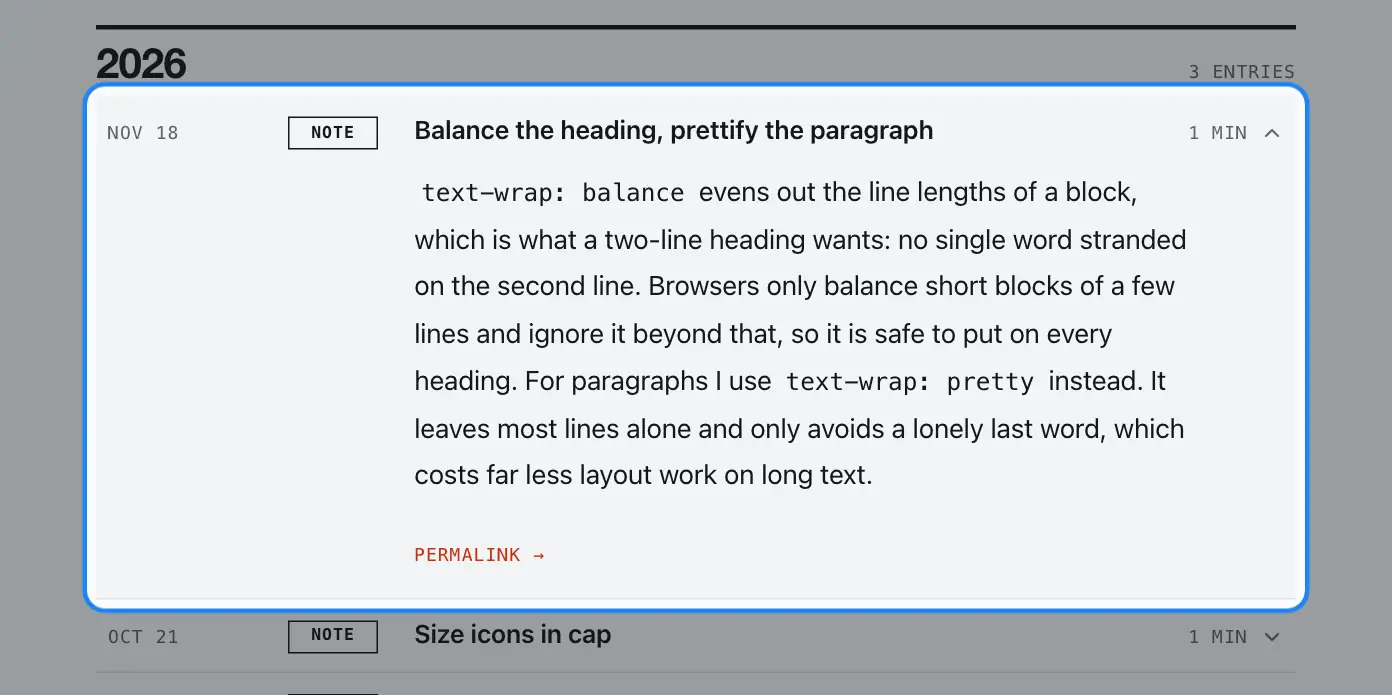 2026
3 ENTRIES
NOV 18
NOTE
Balance the heading, prettify the paragraph
1 MIN
text-wrap: balance evens out the line lengths of a block,
which is what a two-line heading wants: no single word stranded
on the second line. Browsers only balance short blocks of a few
lines and ignore it beyond that, so it is safe to put on every
heading. For paragraphs I use text-wrap: pretty instead. It
leaves most lines alone and only avoids a lonely last word, which
costs far less layout work on long text.
PERMALINK →
OCT 21
NOTE
Size icons in cap
1 MIN